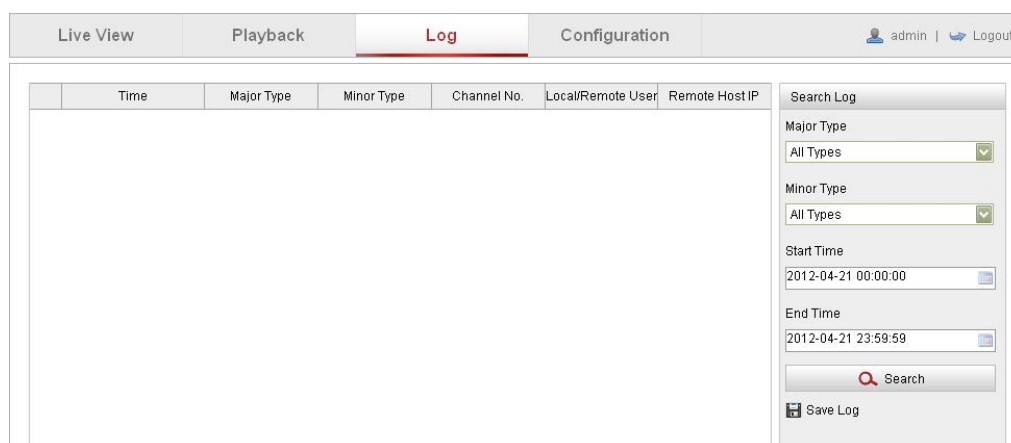 Live View Playback Log Configuration admin | Logout
Time Major Type Minor Type Channel No. Local/Remote User Remote Host IP
Search Log
Major Type
All Types
Minor Type
All Types
Start Time
2012-04-21 00:00:00
End Time
2012-04-21 23:59:59
Search
Save Log